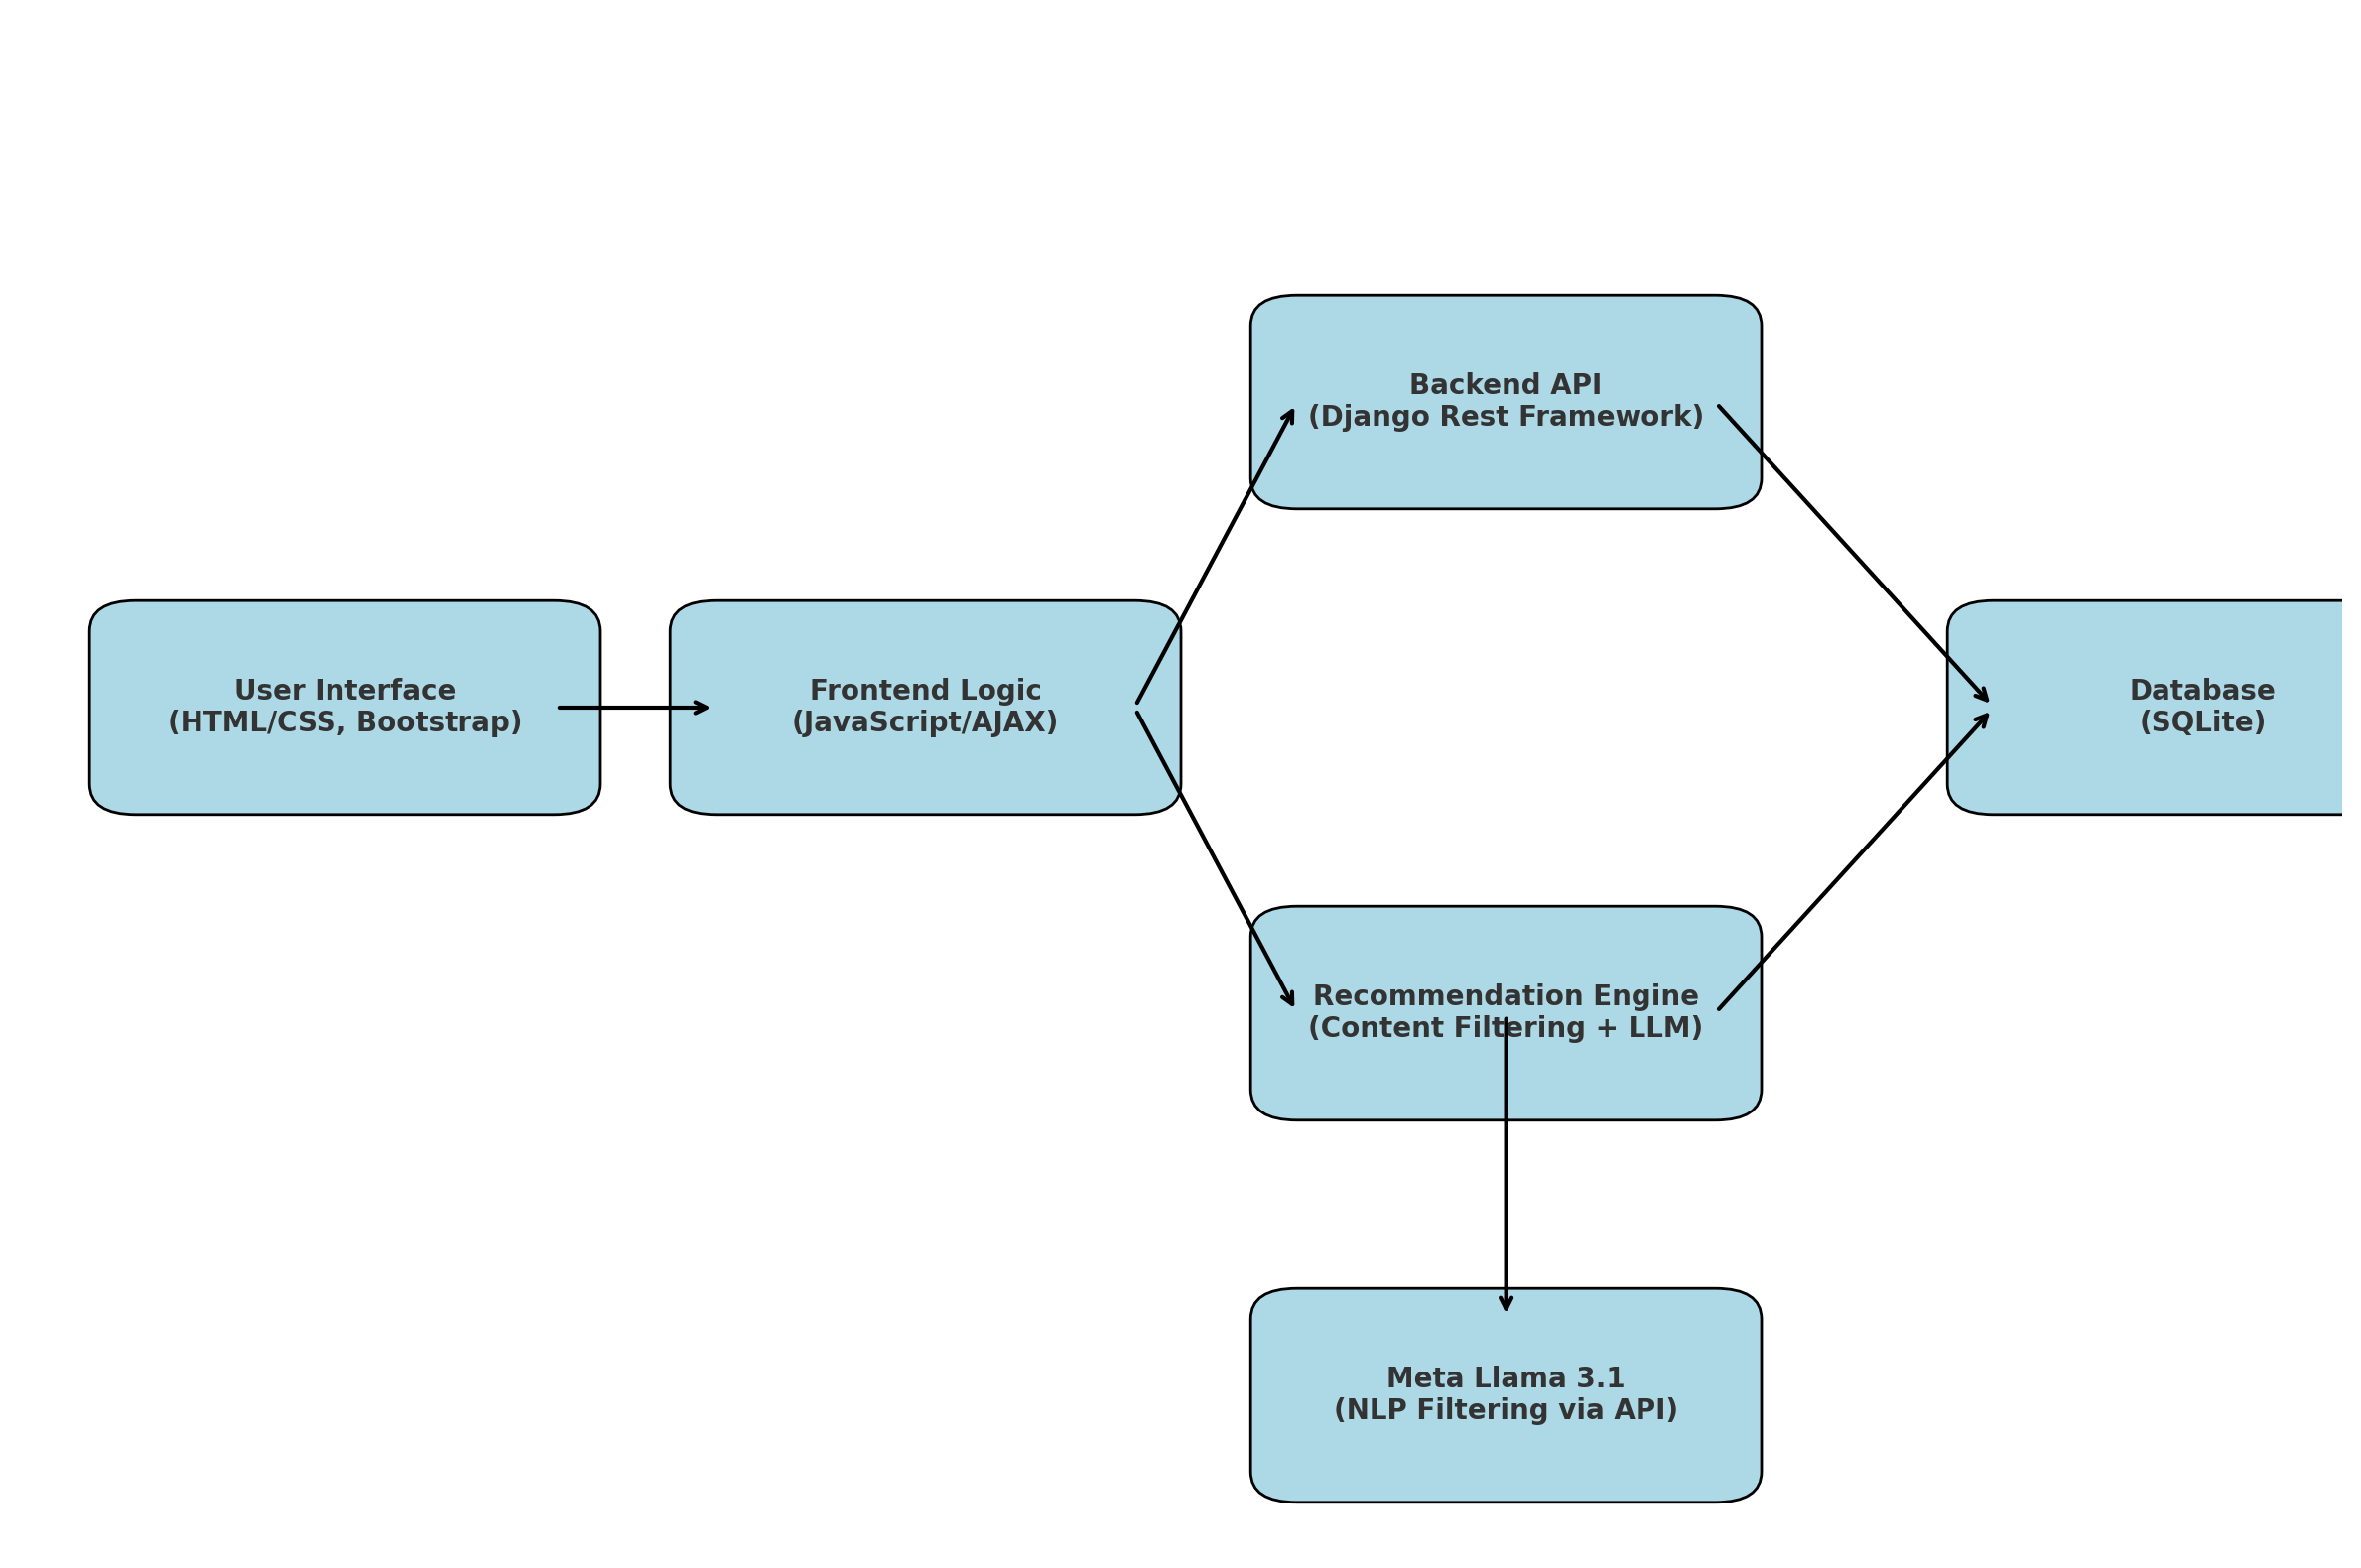 Backend API
(Django Rest Framework)
User Interface
(HTML/CSS, Bootstrap)
Frontend Logic
(JavaScript/AJAX)
Database
(SQLite)
Recommendation Engine
(Content Filtering + LLM)
Meta Llama 3.1
(NLP Filtering via API)